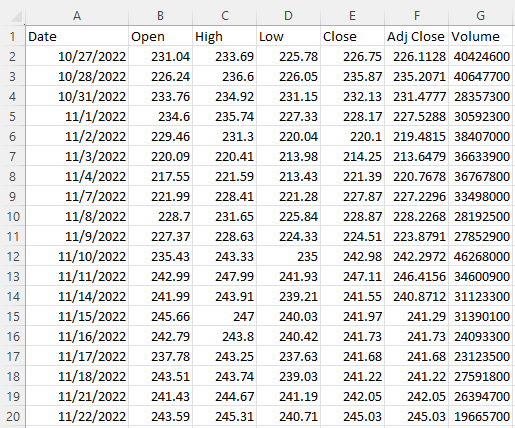 A B C D E F G
1 Date Open High Low Close Adj Close Volume
2 10/27/2022 231.04 233.69 225.78 226.75 226.1128 40424600
3 10/28/2022 226.24 236.6 226.05 235.87 235.2071 40647700
4 10/31/2022 233.76 234.92 231.15 232.13 231.4777 28357300
5 11/1/2022 234.6 235.74 227.33 228.17 227.5288 30592300
6 11/2/2022 229.46 231.3 220.04 220.1 219.4815 38407000
7 11/3/2022 220.09 220.41 213.98 214.25 213.6479 36633900
8 11/4/2022 217.55 221.59 213.43 221.39 220.7678 36767800
9 11/7/2022 221.99 228.41 221.28 227.87 227.2296 33498000
10 11/8/2022 228.7 231.65 225.84 228.87 228.2268 28192500
11 11/9/2022 227.37 228.63 224.33 224.51 223.8791 27852900
12 11/10/2022 235.43 243.33 235 242.98 242.2972 46268000
13 11/11/2022 242.99 247.99 241.93 247.11 246.4156 34600900
14 11/14/2022 241.99 243.91 239.21 241.55 240.8712 31123300
15 11/15/2022 245.66 247 240.03 241.97 241.29 31390100
16 11/16/2022 242.79 243.8 240.42 241.73 241.73 24093300
17 11/17/2022 237.78 243.25 237.63 241.68 241.68 23123500
18 11/18/2022 243.51 243.74 239.03 241.22 241.22 27591800
19 11/21/2022 241.43 244.67 241.19 242.05 242.05 26394700
20 11/22/2022 243.59 245.31 240.71 245.03 245.03 19665700